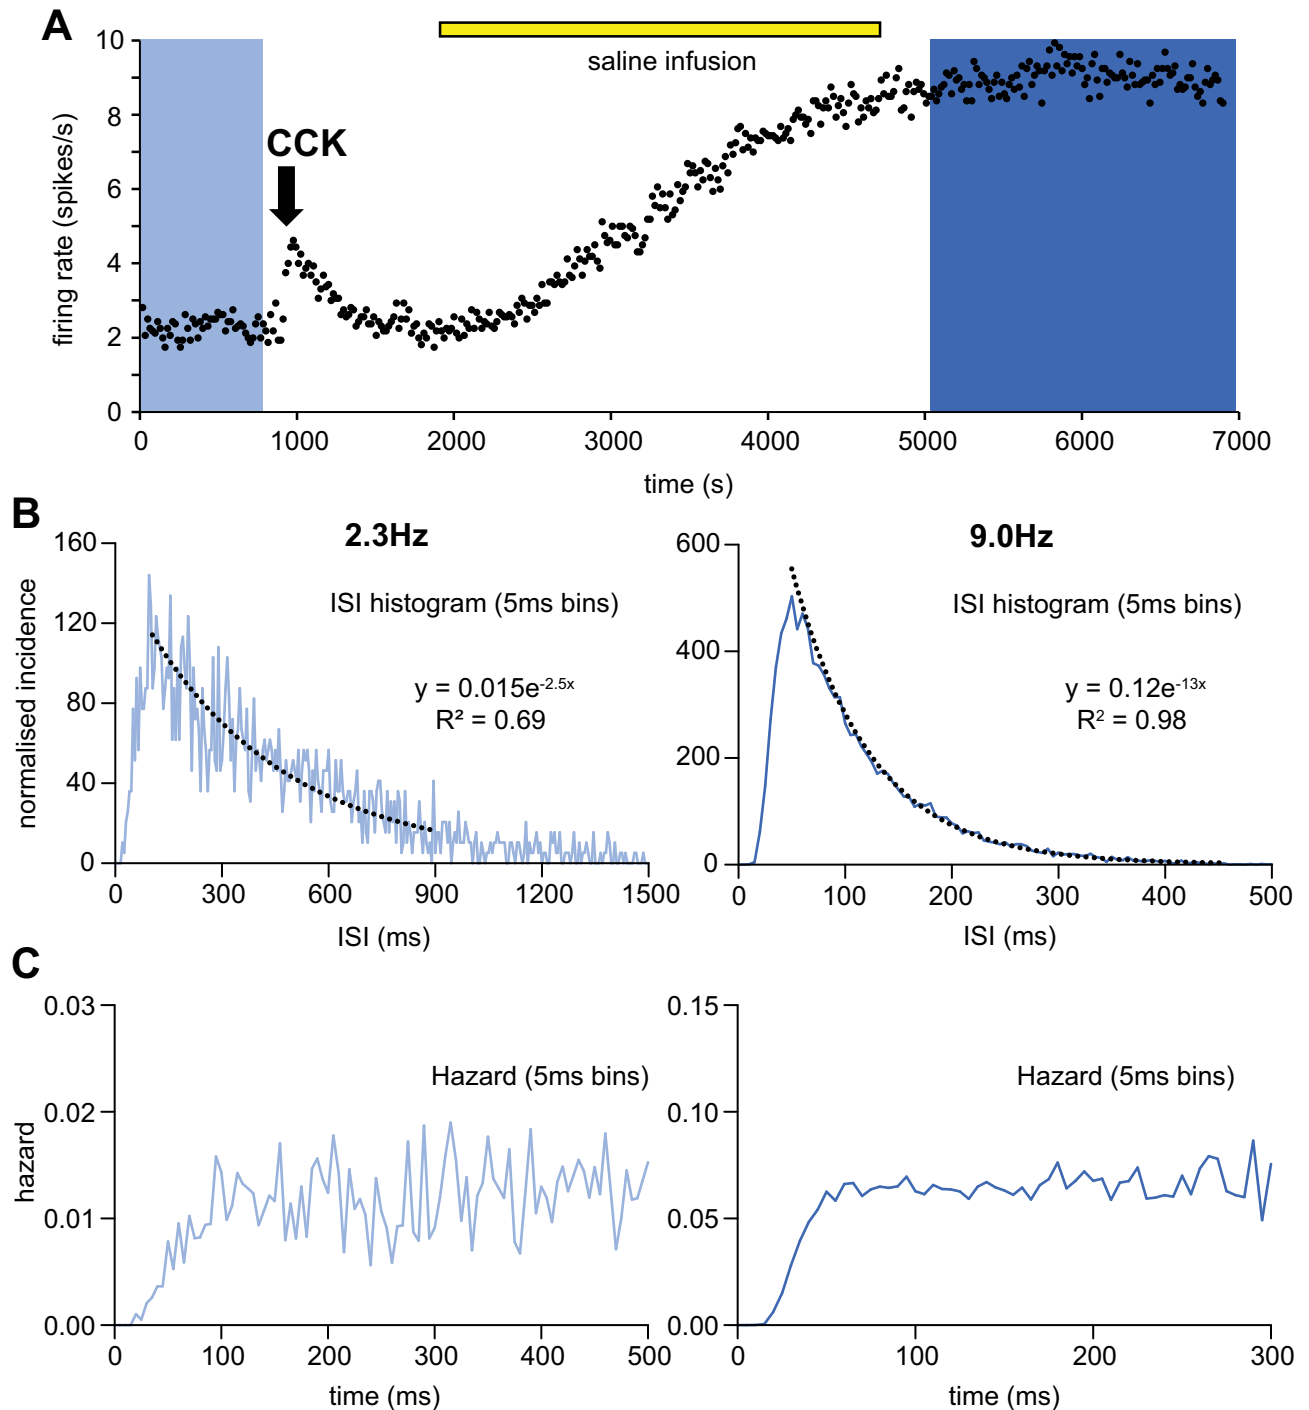 A
saline infusion
CCK
firing rate (spikes/s)
10
8
6
4
2
0
0 1000 2000 3000 4000 5000 6000 7000
time (s)
B
2.3Hz
ISI histogram (5ms bins)
y = 0.015e-2.5x
R² = 0.69
normalised incidence
160
120
80
40
0
0 300 600 900 1200 1500
ISI (ms)
9.0Hz
ISI histogram (5ms bins)
y = 0.12e-13x
R² = 0.98
600
400
200
0
0 100 200 300 400 500
ISI (ms)
C
Hazard (5ms bins)
hazard
0.03
0.02
0.01
0.00
0 100 200 300 400 500
time (ms)
Hazard (5ms bins)
0.15
0.10
0.05
0.00
0 100 200 300
time (ms)